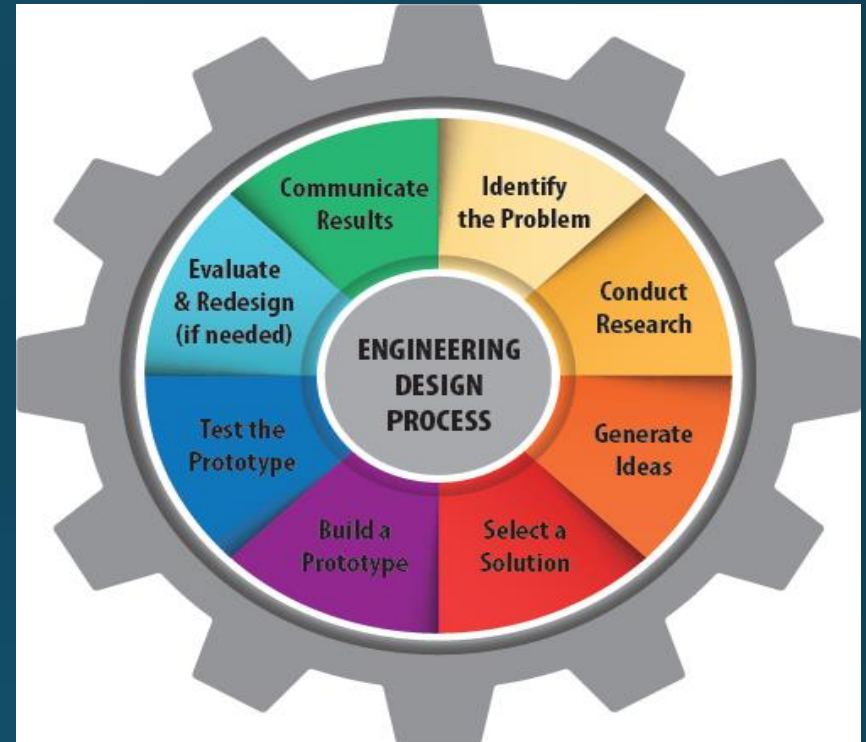 ENGINEERING
DESIGN
PROCESS
Identify
the Problem
Conduct
Research
Generate
Ideas
Select a
Solution
Build a
Prototype
Test the
Prototype
Evaluate
& Redesign
(if needed)
Communicate
Results